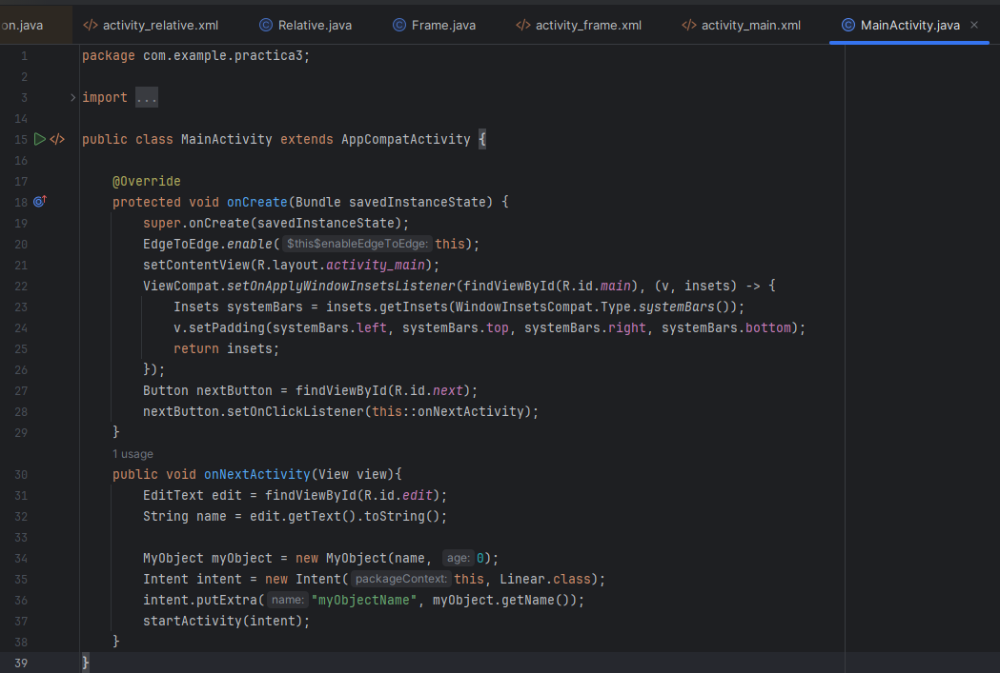 on.java activity_relative.xml Relative.java Frame.java activity_frame.xml activity_main.xml MainActivity.java
1 package com.example.practica3;
2
3 import ...
14
15 public class MainActivity extends AppCompatActivity {
16
17 @Override
18 protected void onCreate(Bundle savedInstanceState) {
19 super.onCreate(savedInstanceState);
20 EdgeToEdge.enable( $this$enableEdgeToEdge: this);
21 setContentView(R.layout.activity_main);
22 ViewCompat.setOnApplyWindowInsetsListener(findViewById(R.id.main), (v, insets) -> {
23 Insets systemBars = insets.getInsets(WindowInsetsCompat.Type.systemBars());
24 v.setPadding(systemBars.left, systemBars.top, systemBars.right, systemBars.bottom);
25 return insets;
26 });
27 Button nextButton = findViewById(R.id.next);
28 nextButton.setOnClickListener(this::onNextActivity);
29 }
1 usage
30 public void onNextActivity(View view){
31 EditText edit = findViewById(R.id.edit);
32 String name = edit.getText().toString();
33
34 MyObject myObject = new MyObject(name, age: 0);
35 Intent intent = new Intent( packageContext: this, Linear.class);
36 intent.putExtra( name: "myObjectName", myObject.getName());
37 startActivity(intent);
38 }
39 }